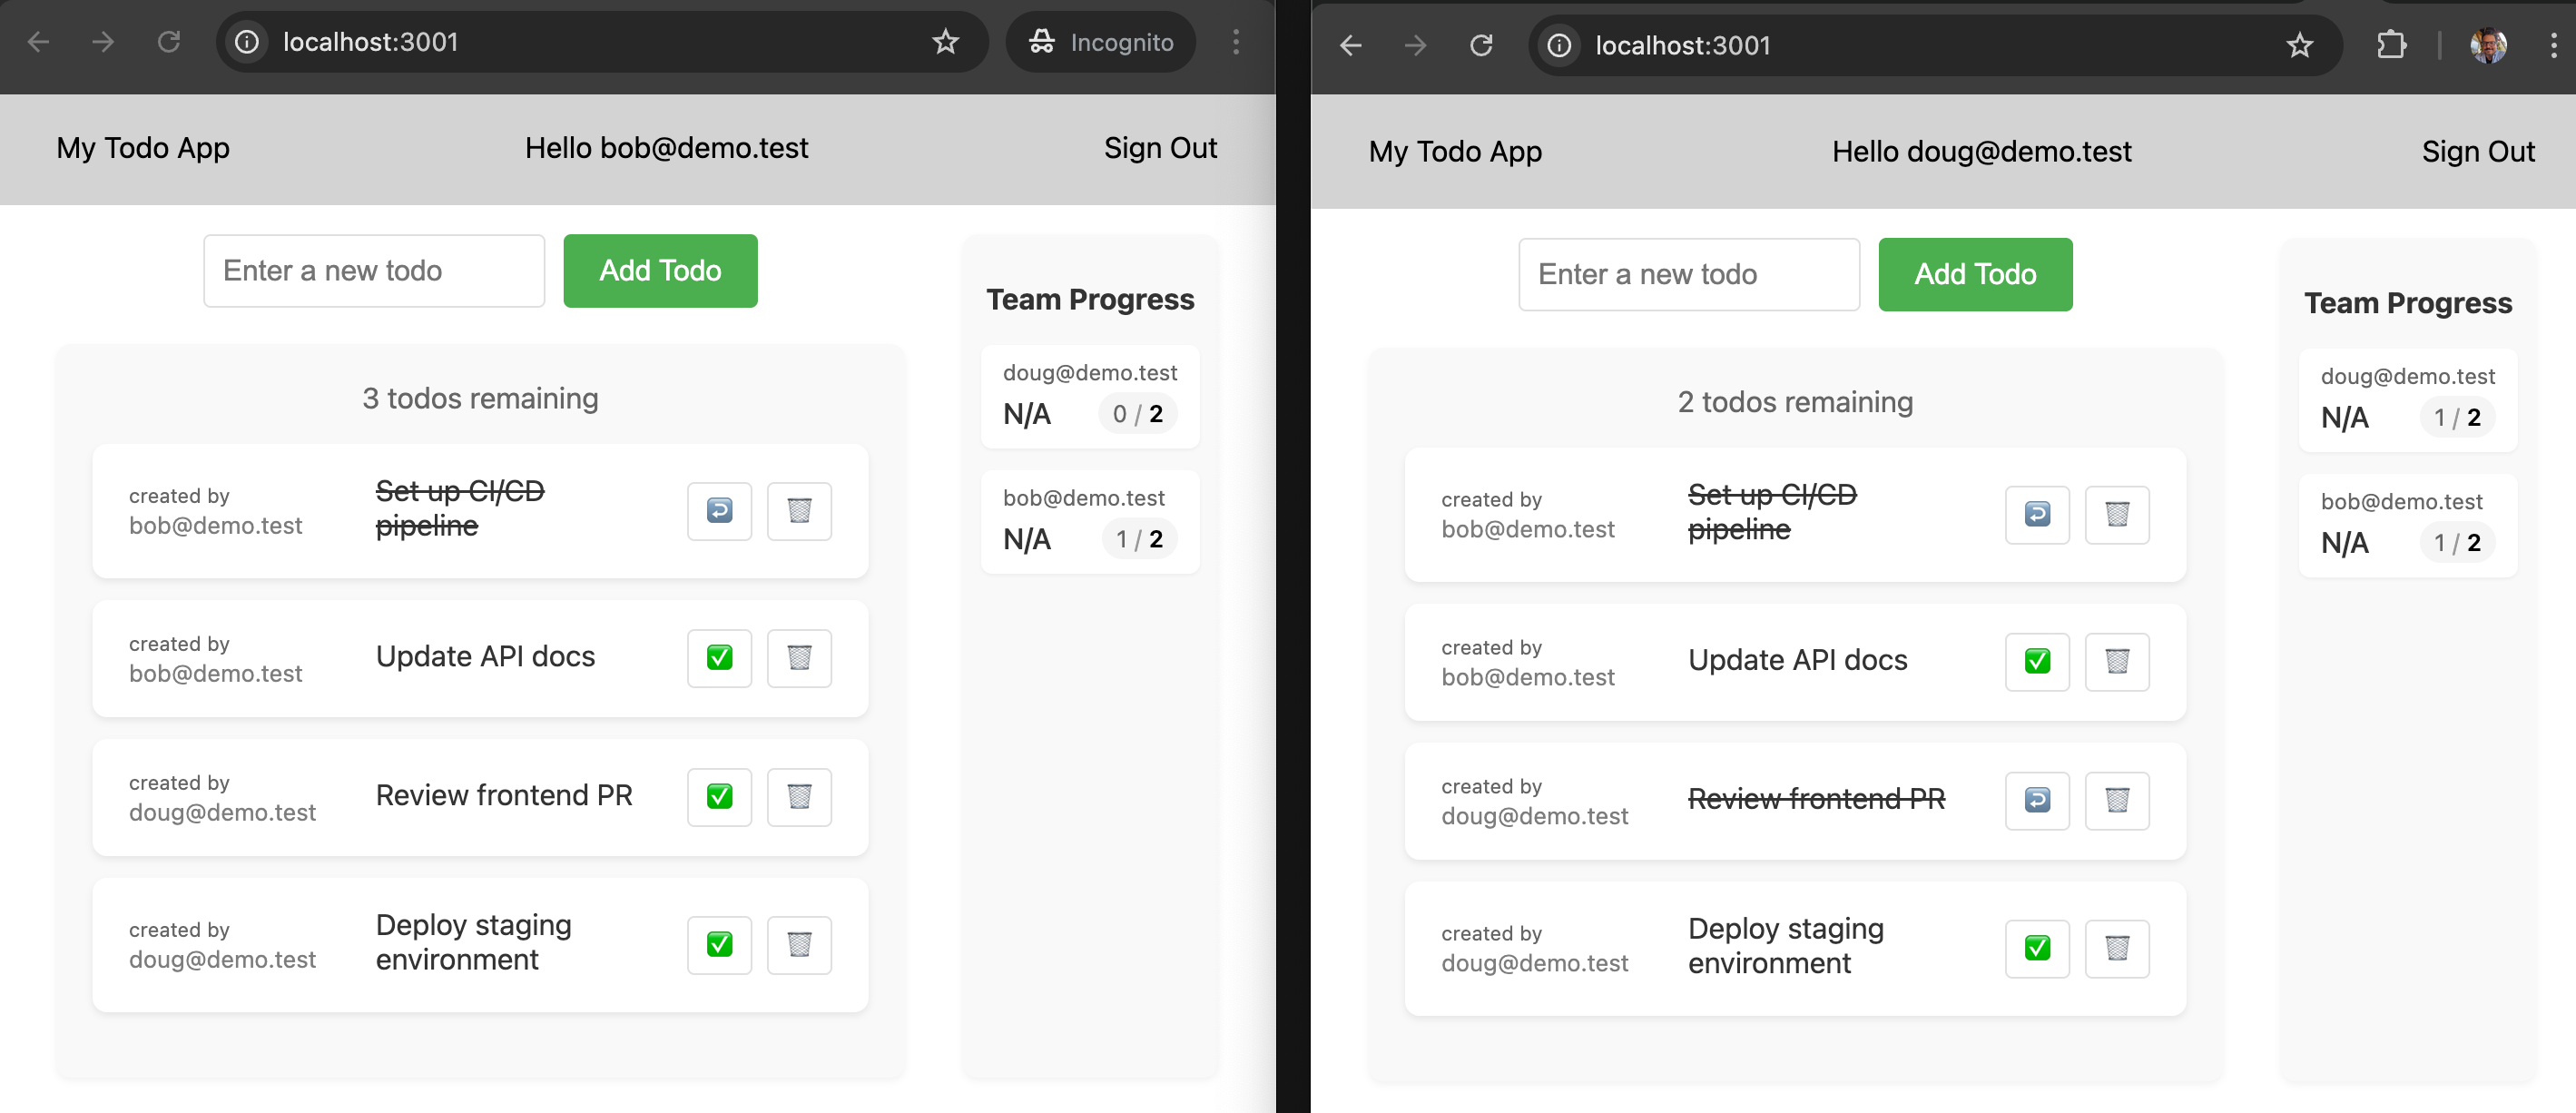 localhost:3001
Incognito
My Todo App
Hello bob@demo.test
Sign Out
Enter a new todo
Add Todo
3 todos remaining
created by
bob@demo.test
Set up CI/CD
pipeline
created by
bob@demo.test
Update API docs
created by
doug@demo.test
Review frontend PR
created by
doug@demo.test
Deploy staging
environment
Team Progress
doug@demo.test
N/A 0 / 2
bob@demo.test
N/A 1 / 2
localhost:3001
My Todo App
Hello doug@demo.test
Sign Out
Enter a new todo
Add Todo
2 todos remaining
created by
bob@demo.test
Set up CI/CD
pipeline
created by
bob@demo.test
Update API docs
created by
doug@demo.test
Review frontend PR
created by
doug@demo.test
Deploy staging
environment
Team Progress
doug@demo.test
N/A 1 / 2
bob@demo.test
N/A 1 / 2